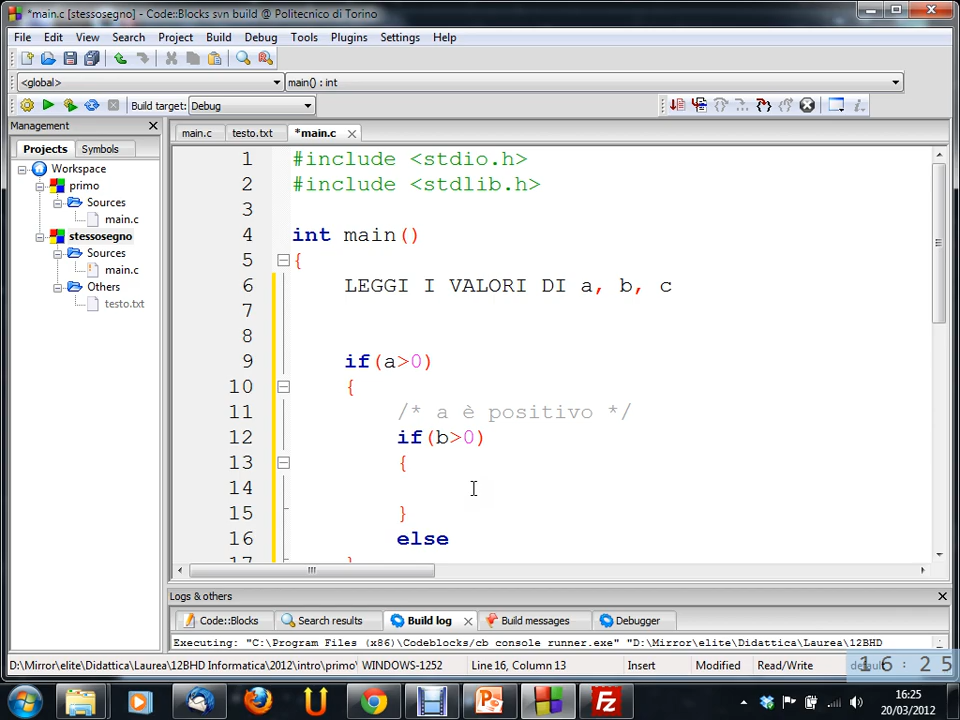 *main.c [stessosegno] - Code::Blocks svn build @ Politecnico di Torino
File Edit View Search Project Build Debug Tools Plugins Settings Help
<global> main() : int
Build target: Debug
Management
main.c testo.txt *main.c
Projects Symbols
Workspace
primo
Sources
main.c
stessosegno
Sources
main.c
Others
testo.txt
1 #include <stdio.h>
2 #include <stdlib.h>
3
4 int main()
5 {
6 LEGGI I VALORI DI a, b, c
7
8
9 if(a>0)
10 {
11 /* a è positivo */
12 if(b>0)
13 {
14
15 }
16 else
17 }
Logs & others
Code::Blocks Search results Build log Build messages Debugger
Executing: "C:\Program Files (x86)\Codeblocks/cb console runner.exe" "D:\Mirror\elite\Didattica\Laurea\12BHD
D:\Mirror\elite\Didattica\Laurea\12BHD Informatica\2012\intro\primo\ WINDOWS-1252 Line 16, Column 13 Insert Modified Read/Write default
16:25
16:25
20/03/2012